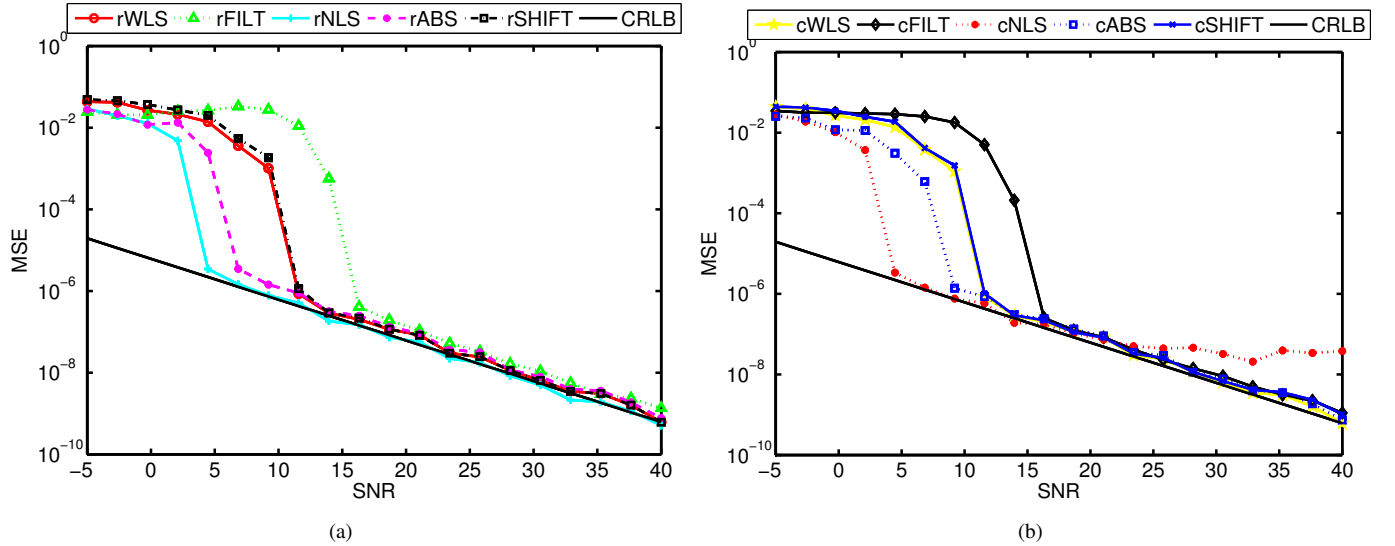 rWLS rFILT rNLS rABS rSHIFT CRLB
10^0
10^-2
10^-4
10^-6
10^-8
10^-10
MSE
−5 0 5 10 15 20 25 30 35 40
SNR
(a)
cWLS cFILT cNLS cABS cSHIFT CRLB
10^0
10^-2
10^-4
10^-6
10^-8
10^-10
MSE
−5 0 5 10 15 20 25 30 35 40
SNR
(b)